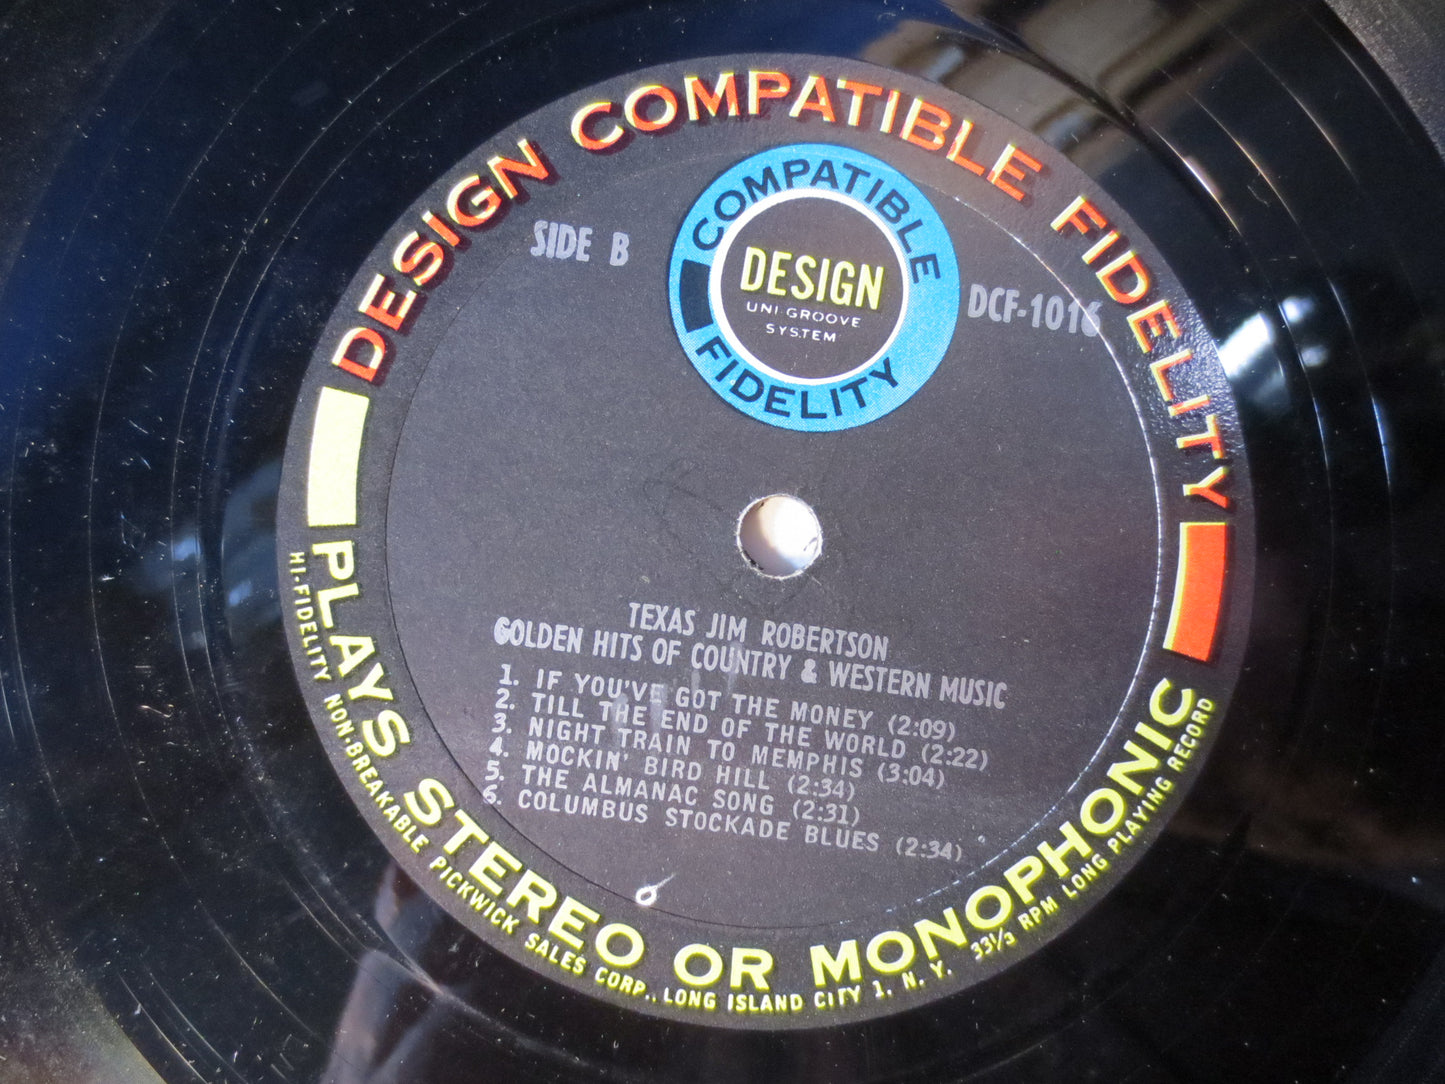 DESIGN COMPATIBLE FIDELITY
COMPATIBLE
FIDELITY
DESIGN
UNI-GROOVE
SYSTEM
SIDE B
DCF-1016
TEXAS JIM ROBERTSON
GOLDEN HITS OF COUNTRY & WESTERN MUSIC
1. IF YOU'VE GOT THE MONEY (2:09)
2. TILL THE END OF THE WORLD (2:22)
3. NIGHT TRAIN TO MEMPHIS (3:04)
4. MOCKIN' BIRD HILL (2:34)
5. THE ALMANAC SONG (2:31)
6. COLUMBUS STOCKADE BLUES (2:34)
PLAYS STEREO OR MONOPHONIC
HI-FIDELITY NON-BREAKABLE PICKWICK SALES CORP., LONG ISLAND CITY 1, N. Y. 33⅓ RPM LONG PLAYING RECORD